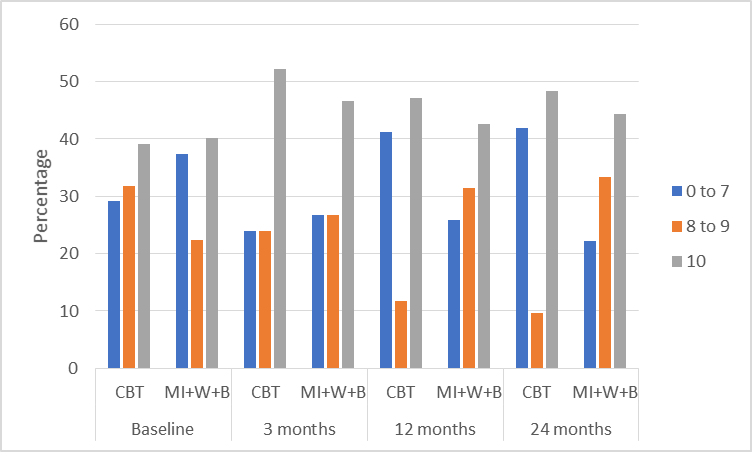 60
50
40
30
20
10
0
Percentage
CBT MI+W+B CBT MI+W+B CBT MI+W+B CBT MI+W+B
Baseline 3 months 12 months 24 months
0 to 7
8 to 9
10